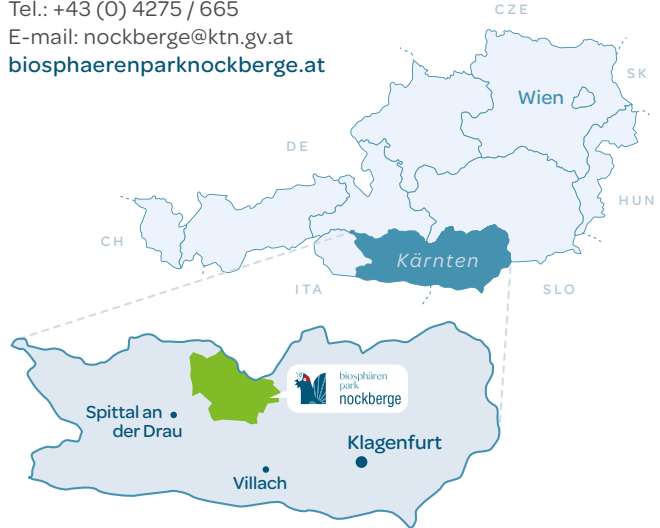 Tel.: +43 (0) 4275 / 665
E-mail: nockberge@ktn.gv.at
biosphaerenparknockberge.at
CZE
SK
Wien
DE
HUN
CH
Kärnten
ITA
SLO
biosphären
park
nockberge
Spittal an
der Drau
Klagenfurt
Villach